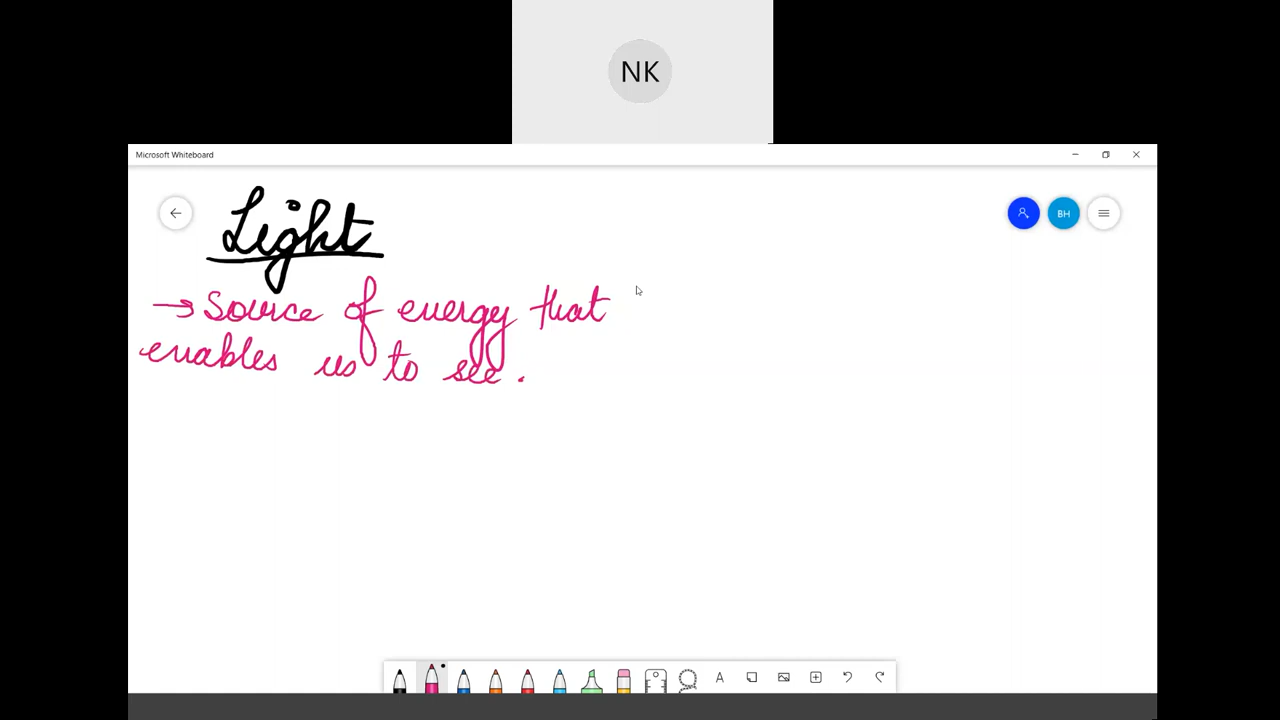 NK
Microsoft Whiteboard
Light
BH
→ Source of energy that
enables us to see.
A